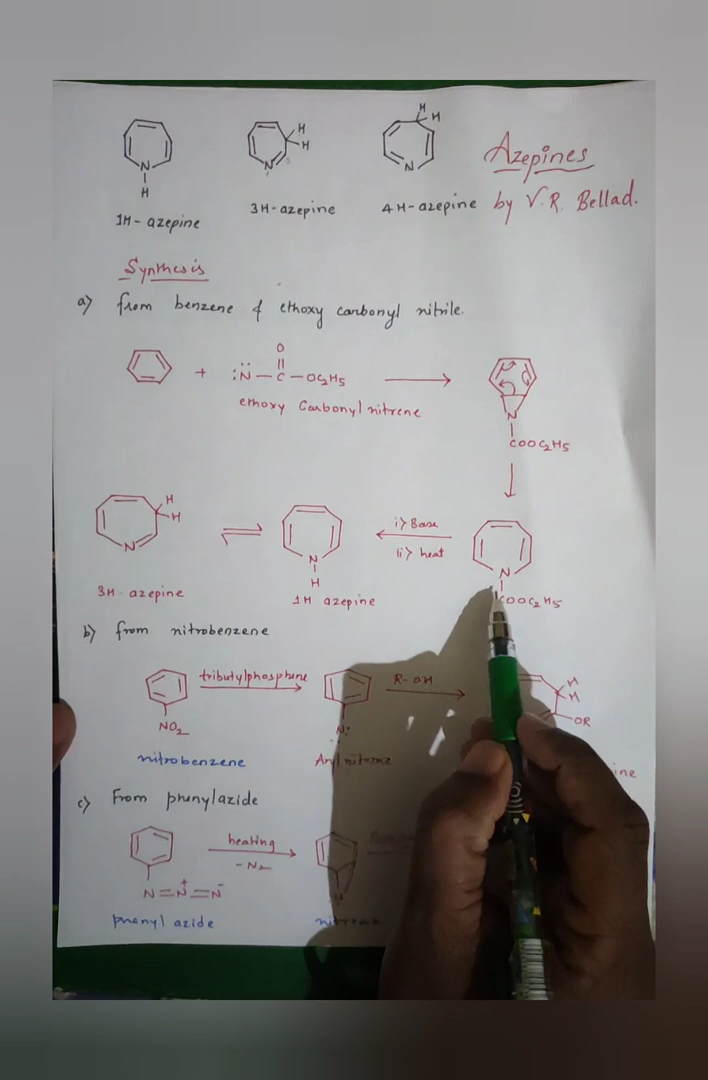 H
H
H
H
N
N
N
H
Azepines
1H- azepine
3H-azepine
4H-azepine
by V.R. Bellad.
Synthesis
a) from benzene & ethoxy carbonyl nitrile.
+ :N̈ — C — OC2H5
O
ethoxy Carbonyl nitrene
N
COOC2H5
H
H
N
N
H
i) Base
ii) heat
N
COOC2H5
3H- azepine
1H azepine
b) from nitrobenzene
NO2
tributylphosphene
N:
R-OH
H
H
OR
nitrobenzene
c) From phenylazide
heating
-N2
N=N+=N-
N
phenyl azide